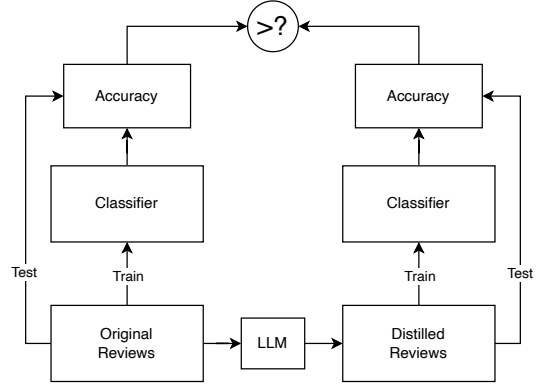 >?
Accuracy
Accuracy
Classifier
Classifier
Test
Train
Train
Test
Original
Reviews
LLM
Distilled
Reviews